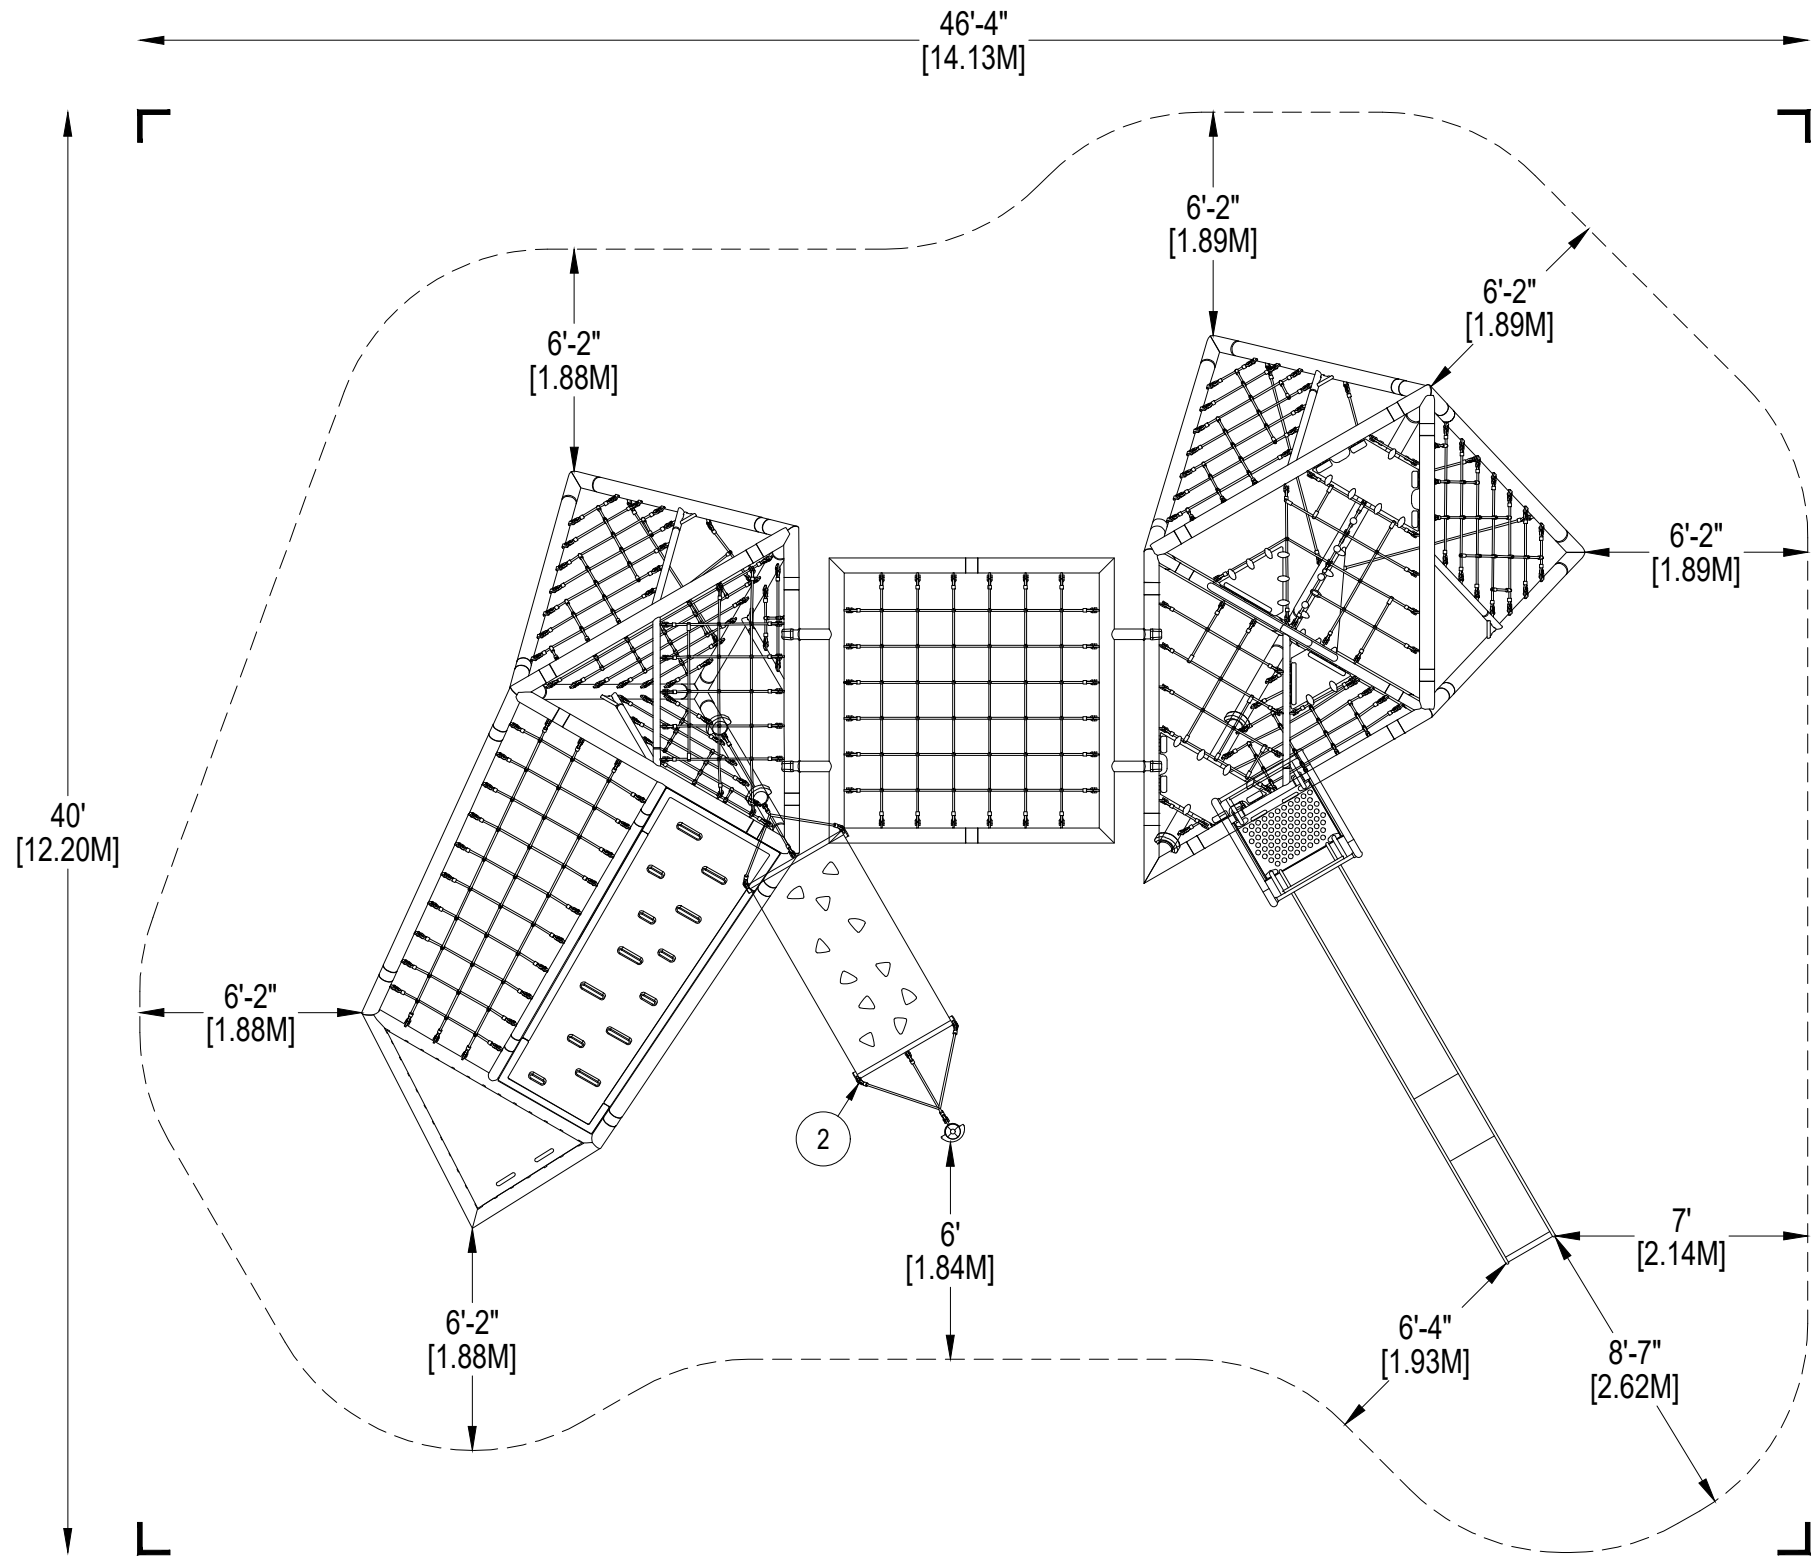 46'-4"
[14.13M]
6'-2"
[1.89M]
6'-2"
[1.89M]
6'-2"
[1.88M]
6'-2"
[1.89M]
40'
[12.20M]
6'-2"
[1.88M]
2
6'
[1.84M]
7'
[2.14M]
6'-2"
[1.88M]
6'-4"
[1.93M]
8'-7"
[2.62M]